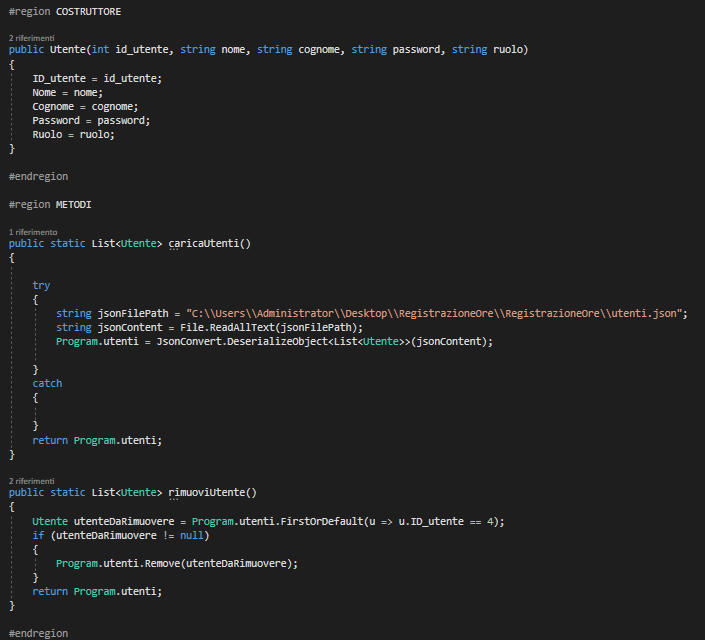 #region COSTRUTTORE
2 riferimenti
public Utente(int id_utente, string nome, string cognome, string password, string ruolo)
{
ID_utente = id_utente;
Nome = nome;
Cognome = cognome;
Password = password;
Ruolo = ruolo;
}
#endregion
#region METODI
1 riferimento
public static List<Utente> caricaUtenti()
{
try
{
string jsonFilePath = "C:\\Users\\Administrator\\Desktop\\RegistrazioneOre\\RegistrazioneOre\\utenti.json";
string jsonContent = File.ReadAllText(jsonFilePath);
Program.utenti = JsonConvert.DeserializeObject<List<Utente>>(jsonContent);
}
catch
{
}
return Program.utenti;
}
2 riferimenti
public static List<Utente> rimuoviUtente()
{
Utente utenteDaRimuovere = Program.utenti.FirstOrDefault(u => u.ID_utente == 4);
if (utenteDaRimuovere != null)
{
Program.utenti.Remove(utenteDaRimuovere);
}
return Program.utenti;
}
#endregion